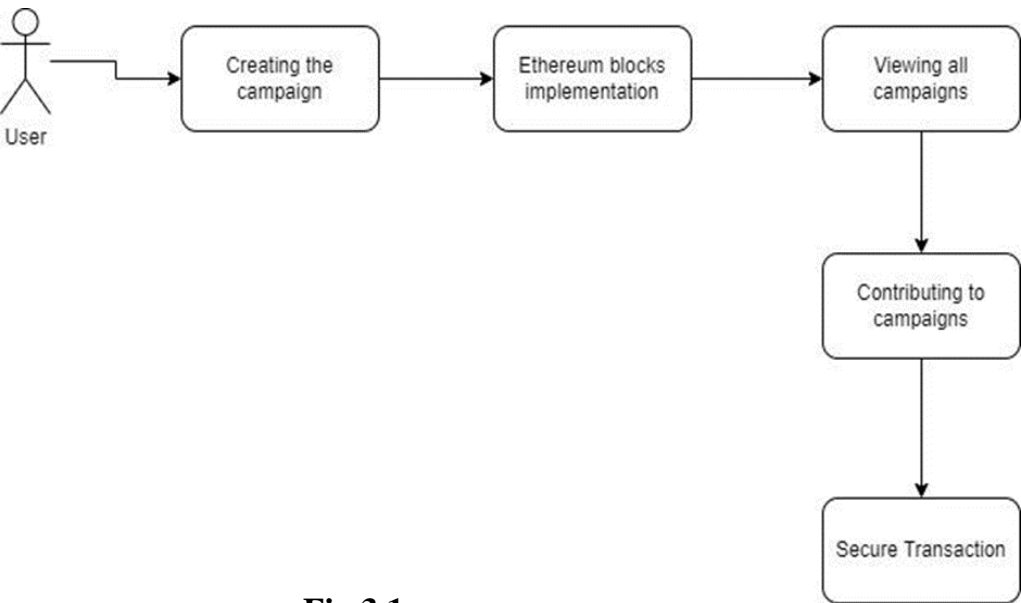 User
Creating the
campaign
Ethereum blocks
implementation
Viewing all
campaigns
Contributing to
campaigns
Secure Transaction
Fig 3.1